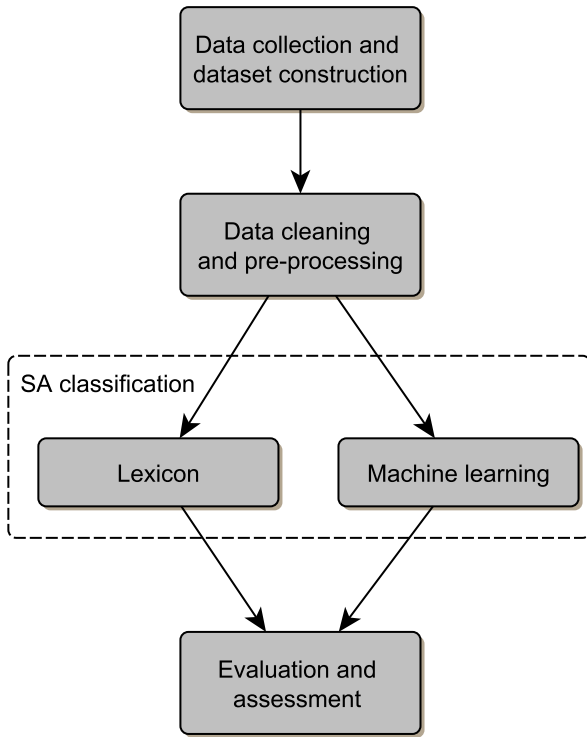 Data collection and
dataset construction
Data cleaning
and pre-processing
SA classification
Lexicon
Machine learning
Evaluation and
assessment